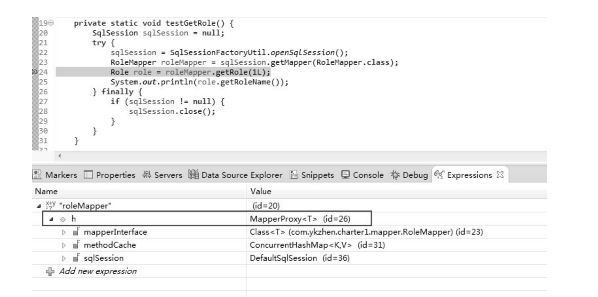 19 private static void testGetRole() {
20 SqlSession sqlSession = null;
21 try {
22 sqlSession = SqlSessionFactoryUtil.openSqlSession();
23 RoleMapper roleMapper = sqlSession.getMapper(RoleMapper.class);
24 Role role = roleMapper.getRole(1L);
25 System.out.println(role.getRoleName());
26 } finally {
27 if (sqlSession != null) {
28 sqlSession.close();
29 }
30 }
31 }
Markers Properties Servers Data Source Explorer Snippets Console Debug Expressions
Name Value
"roleMapper" (id=20)
h MapperProxy<T> (id=26)
mapperInterface Class<T> (com.ykzhen.charter1.mapper.RoleMapper) (id=23)
methodCache ConcurrentHashMap<K,V> (id=31)
sqlSession DefaultSqlSession (id=36)
Add new expression